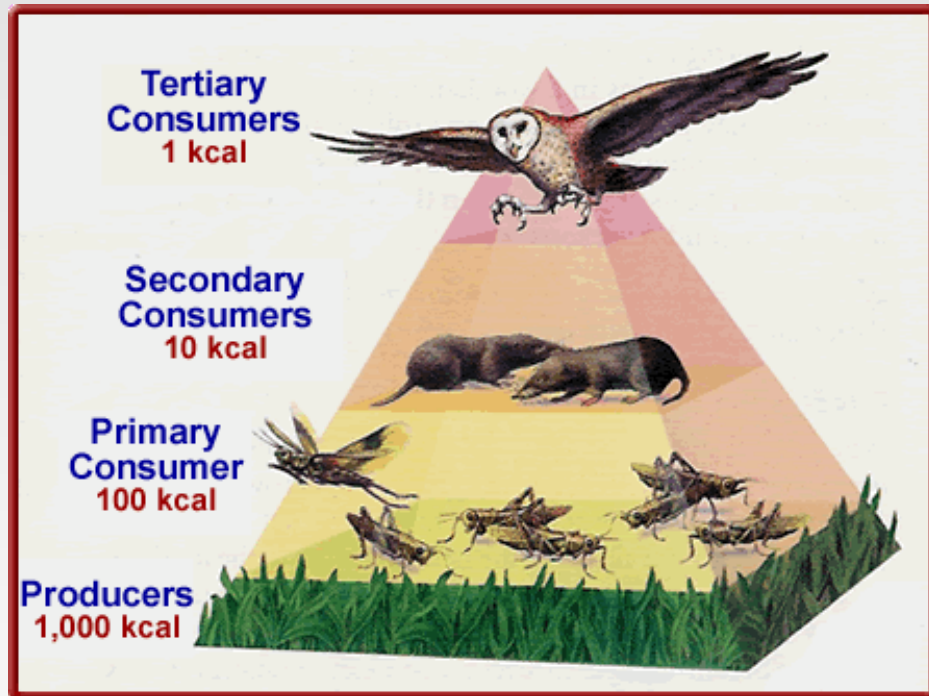 Tertiary
Consumers
1 kcal
Secondary
Consumers
10 kcal
Primary
Consumer
100 kcal
Producers
1,000 kcal